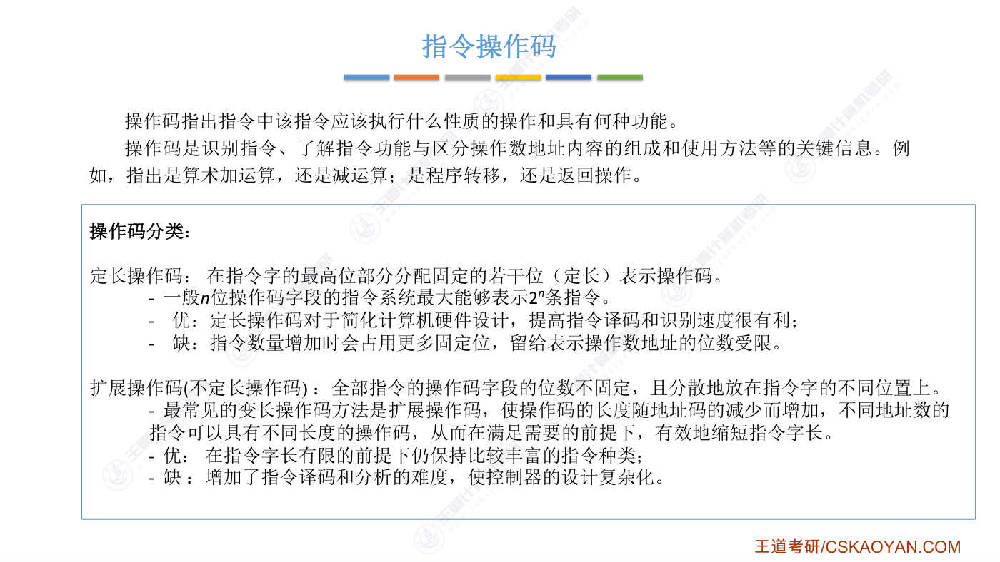 指令操作码
操作码指出指令中该指令应该执行什么性质的操作和具有何种功能。
操作码是识别指令、了解指令功能与区分操作数地址内容的组成和使用方法等的关键信息。例
如，指出是算术加运算，还是减运算；是程序转移，还是返回操作。
操作码分类：
定长操作码： 在指令字的最高位部分分配固定的若干位（定长）表示操作码。
- 一般n位操作码字段的指令系统最大能够表示2ⁿ条指令。
- 优：定长操作码对于简化计算机硬件设计，提高指令译码和识别速度很有利；
- 缺：指令数量增加时会占用更多固定位，留给表示操作数地址的位数受限。
扩展操作码(不定长操作码)：全部指令的操作码字段的位数不固定，且分散地放在指令字的不同位置上。
- 最常见的变长操作码方法是扩展操作码，使操作码的长度随地址码的减少而增加，不同地址数的
指令可以具有不同长度的操作码，从而在满足需要的前提下，有效地缩短指令字长。
- 优： 在指令字长有限的前提下仍保持比较丰富的指令种类；
- 缺：增加了指令译码和分析的难度，使控制器的设计复杂化。
王道考研/CSKAOYAN.COM